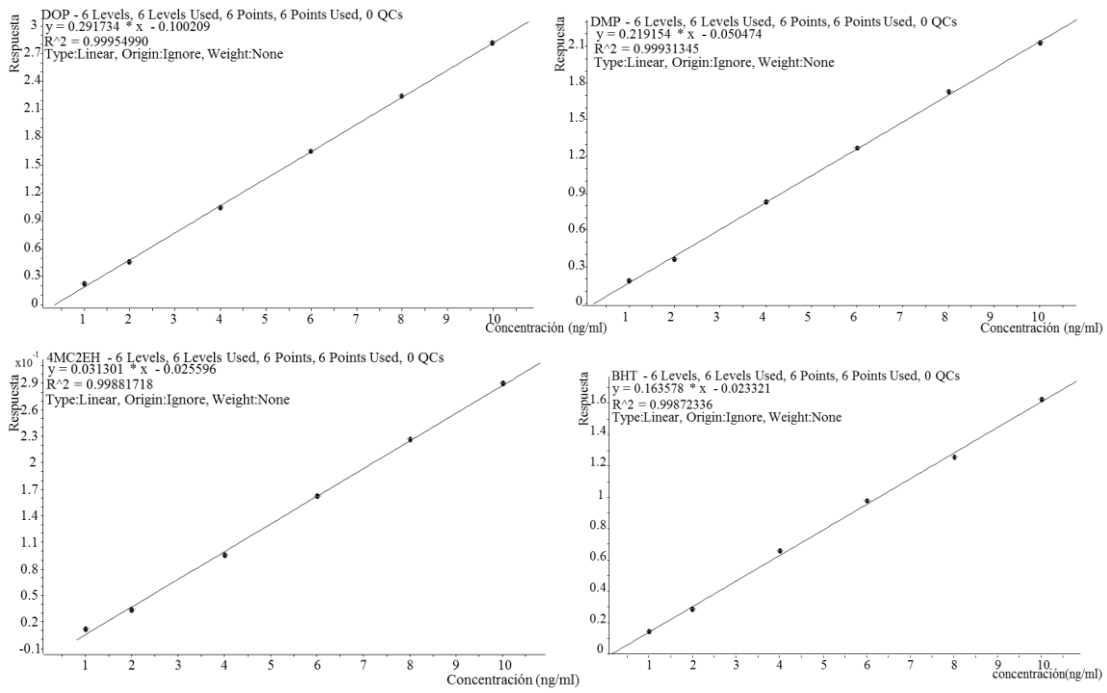 DOP - 6 Levels, 6 Levels Used, 6 Points, 6 Points Used, 0 QCs
y = 0.291734 * x - 0.100209
R^2 = 0.99954990
Type:Linear, Origin:Ignore, Weight:None
Respuesta
3
2.7
2.4
2.1
1.8
1.5
1.2
0.9
0.6
0.3
0
1 2 3 4 5 6 7 8 9 10
Concentración (ng/ml)
DMP - 6 Levels, 6 Levels Used, 6 Points, 6 Points Used, 0 QCs
y = 0.219154 * x - 0.050474
R^2 = 0.99931345
Type:Linear, Origin:Ignore, Weight:None
Respuesta
2.1
1.8
1.5
1.2
0.9
0.6
0.3
0
1 2 3 4 5 6 7 8 9 10
Concentración (ng/ml)
4MC2EH - 6 Levels, 6 Levels Used, 6 Points, 6 Points Used, 0 QCs
y = 0.031301 * x - 0.025596
R^2 = 0.99881718
Type:Linear, Origin:Ignore, Weight:None
x10-1
Respuesta
2.9
2.6
2.3
2
1.7
1.4
1.1
0.8
0.5
0.2
-0.1
1 2 3 4 5 6 7 8 9 10
Concentración (ng/ml)
BHT - 6 Levels, 6 Levels Used, 6 Points, 6 Points Used, 0 QCs
y = 0.163578 * x - 0.023321
R^2 = 0.99872336
Type:Linear, Origin:Ignore, Weight:None
Respuesta
1.6
1.4
1.2
1
0.8
0.6
0.4
0.2
0
1 2 3 4 5 6 7 8 9 10
concentración(ng/ml)